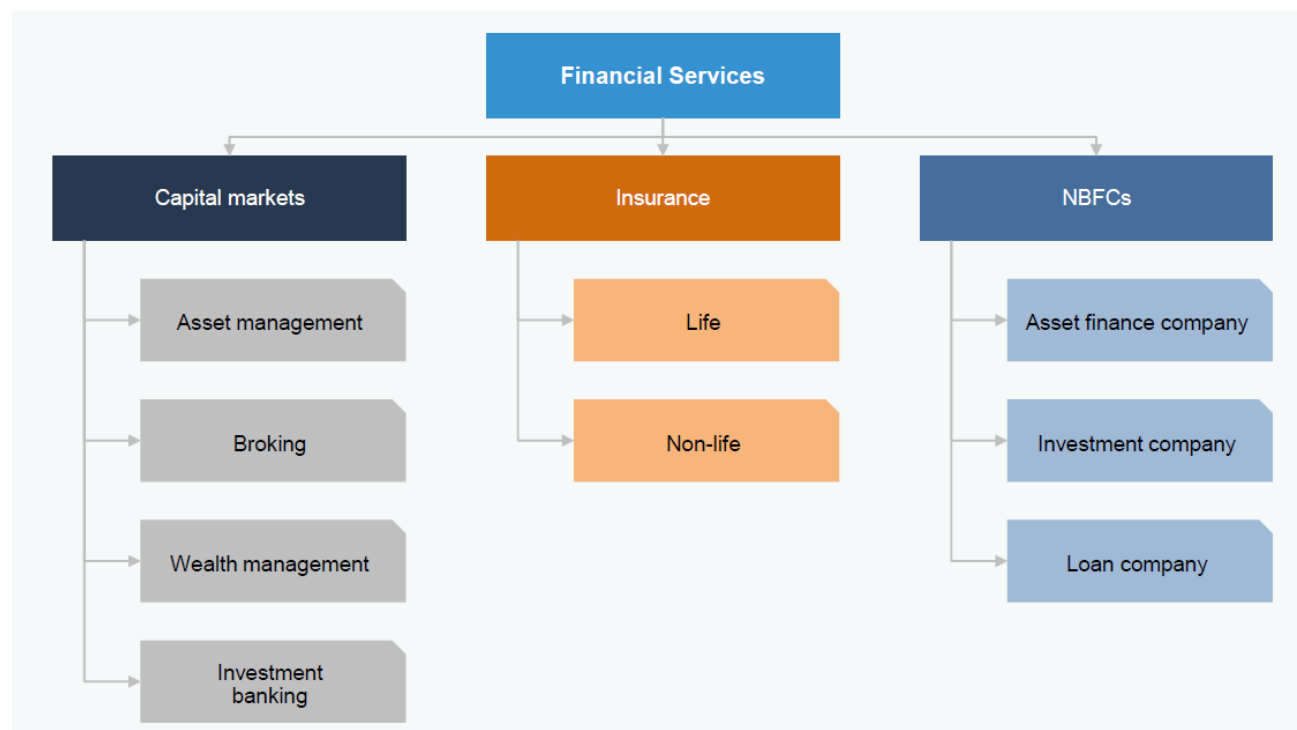 Financial Services
Capital markets
Insurance
NBFCs
Asset management
Life
Asset finance company
Broking
Non-life
Investment company
Wealth management
Loan company
Investment
banking